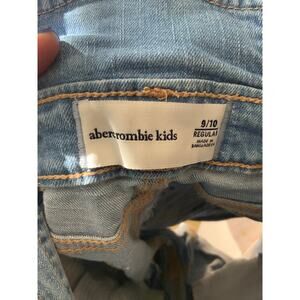 abercrombie kids
9/10
REGULAR
MADE IN
BANGLADESH